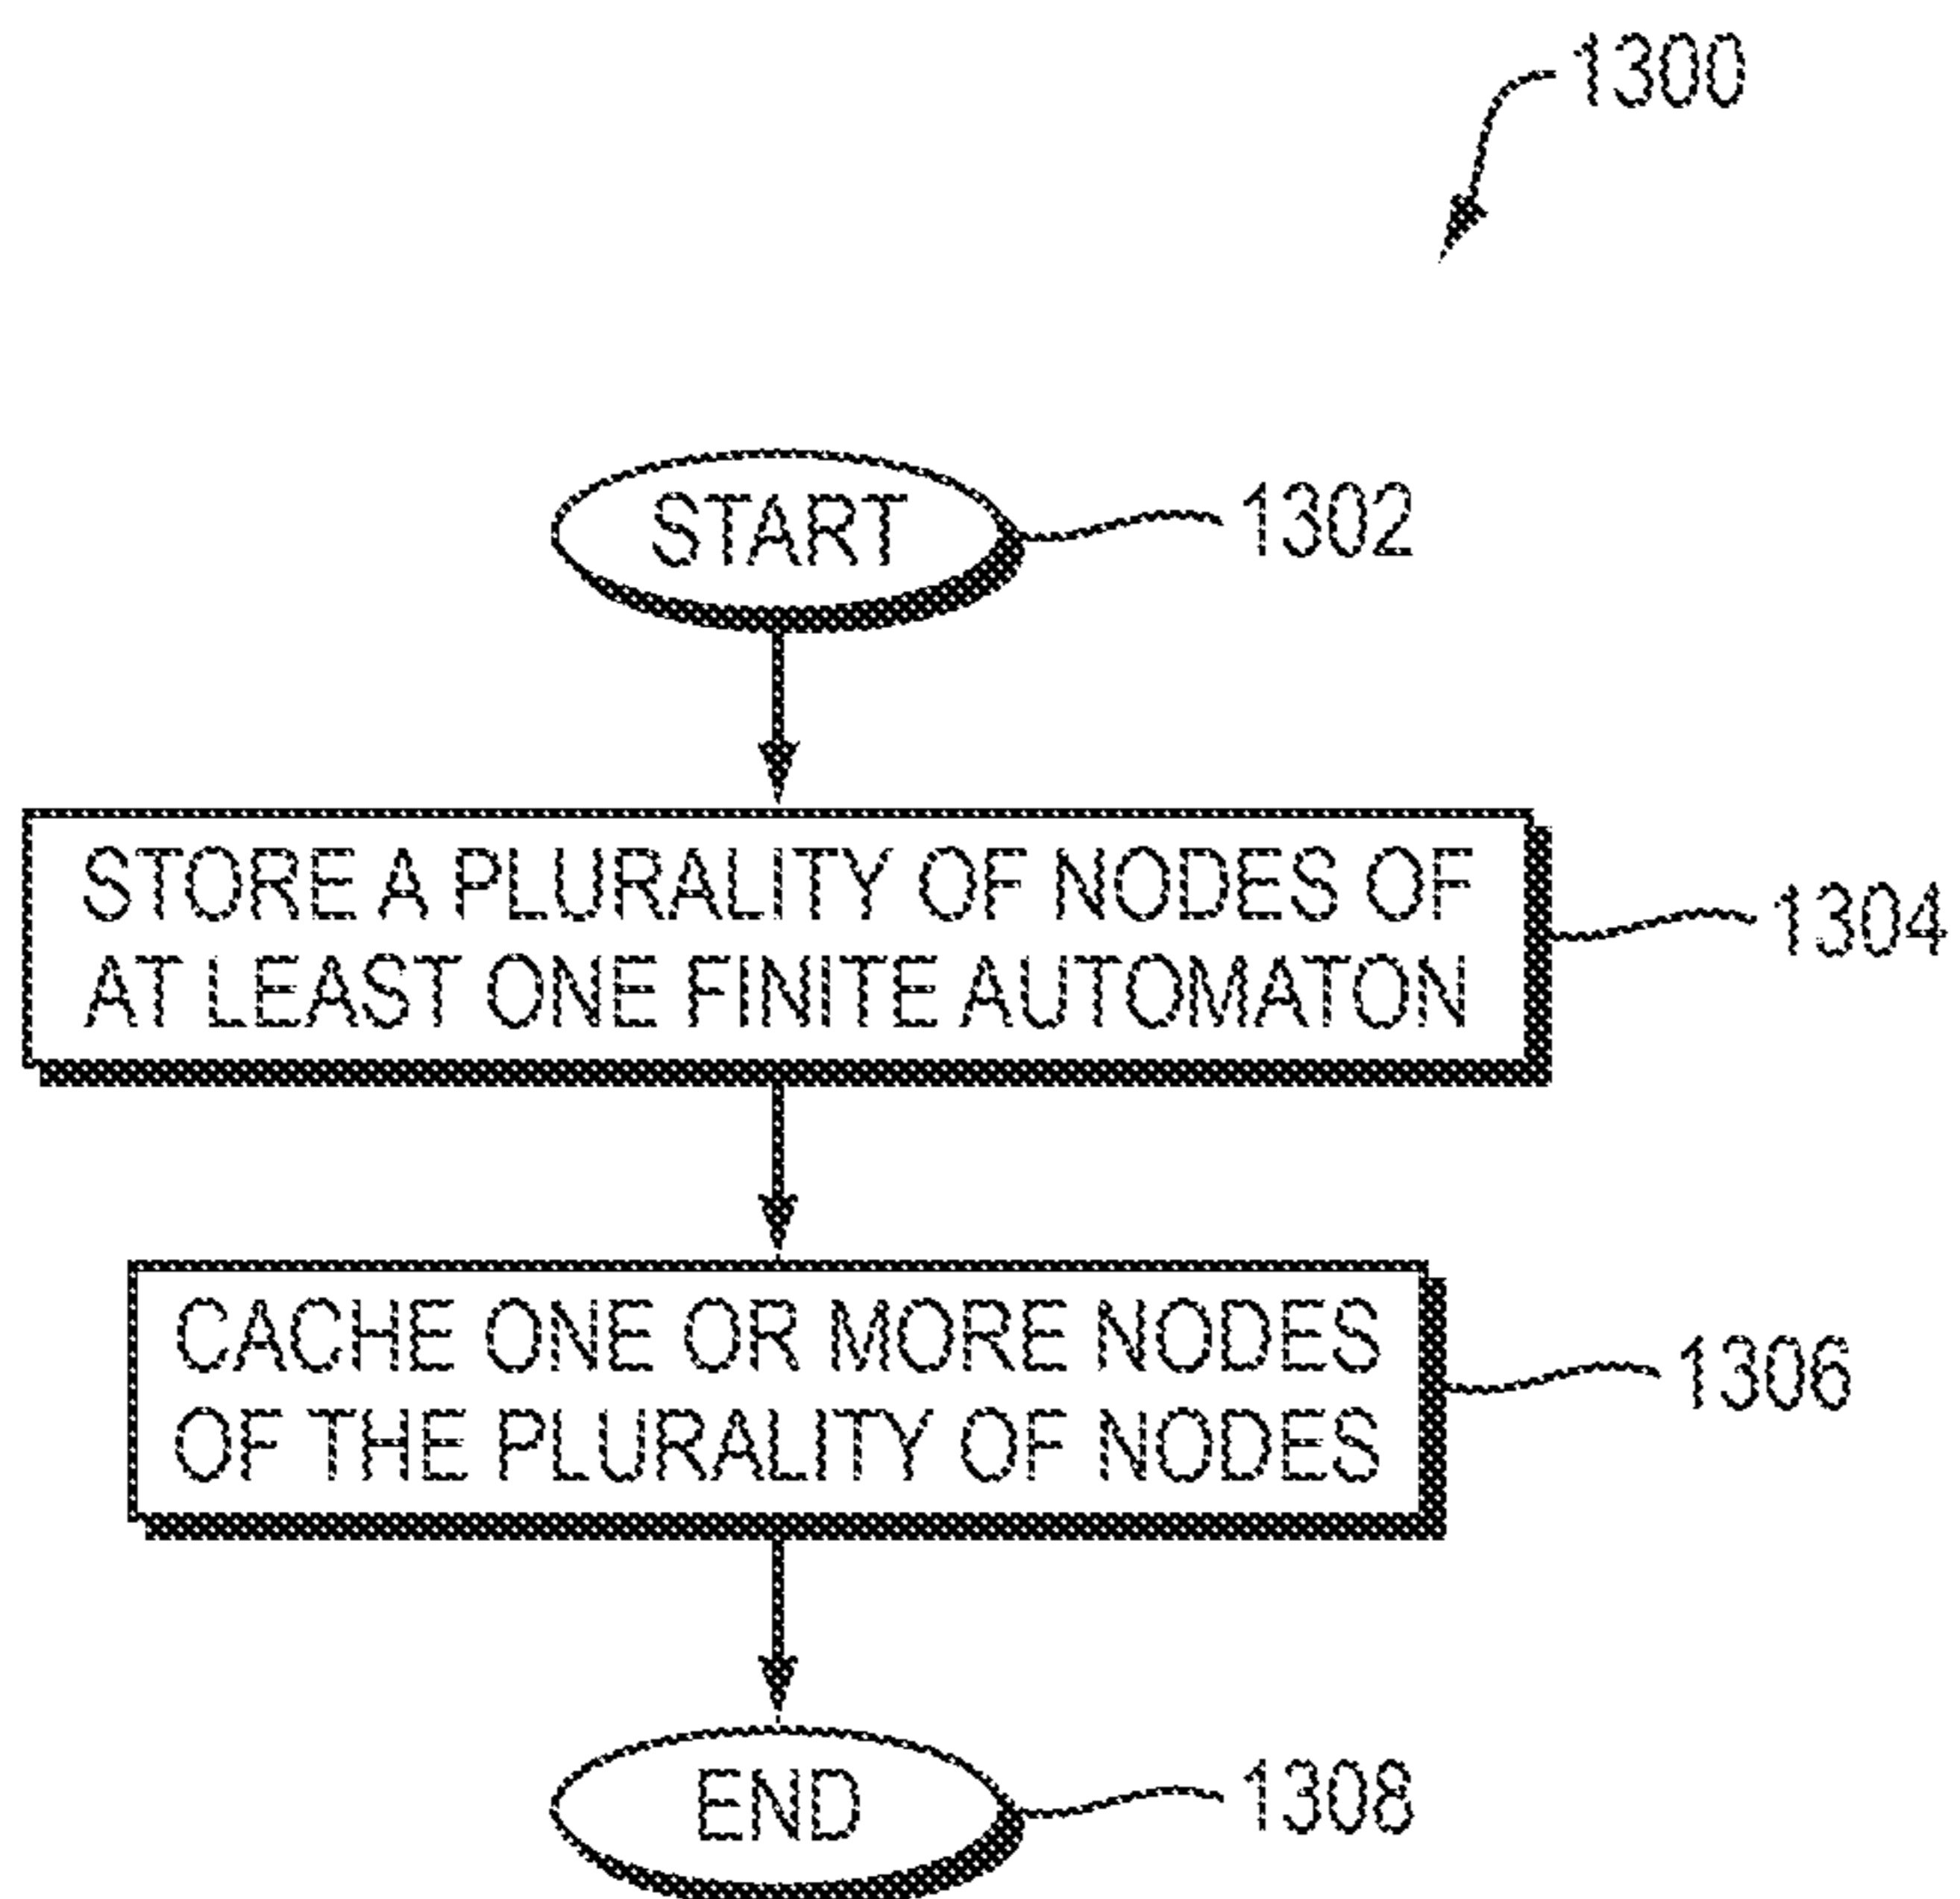 1300
START
1302
STORE A PLURALITY OF NODES OF
AT LEAST ONE FINITE AUTOMATON
1304
CACHE ONE OR MORE NODES
OF THE PLURALITY OF NODES
1306
END
1308